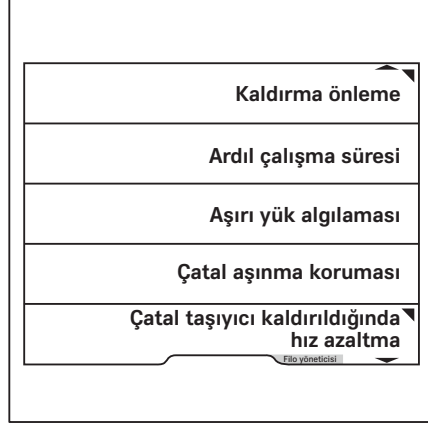 Kaldırma önleme
Ardıl çalışma süresi
Aşırı yük algılaması
Çatal aşınma koruması
Çatal taşıyıcı kaldırıldığında
hız azaltma
Filo yöneticisi